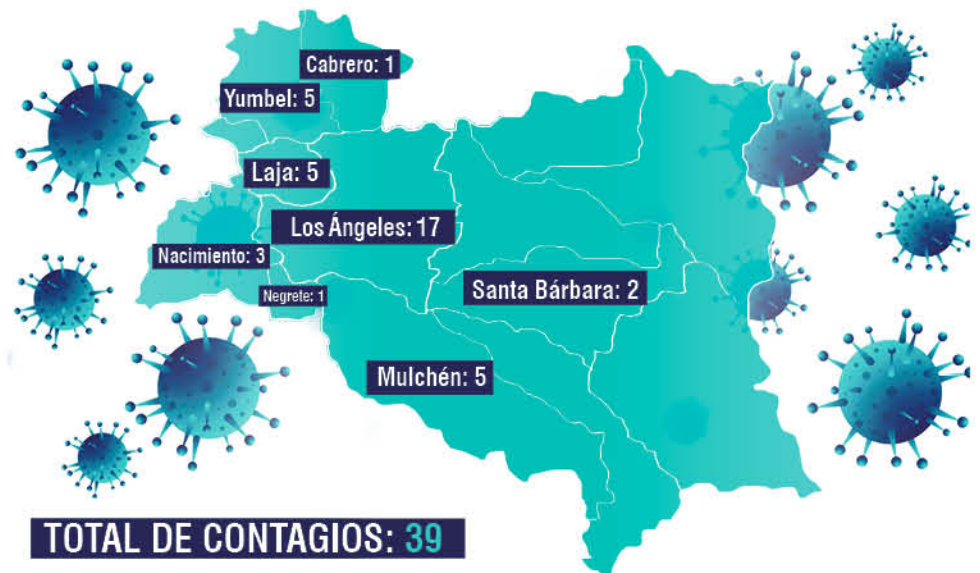 Cabrero: 1
Yumbel: 5
Laja: 5
Los Ángeles: 17
Nacimiento: 3
Santa Bárbara: 2
Negrete: 1
Mulchén: 5
TOTAL DE CONTAGIOS: 39